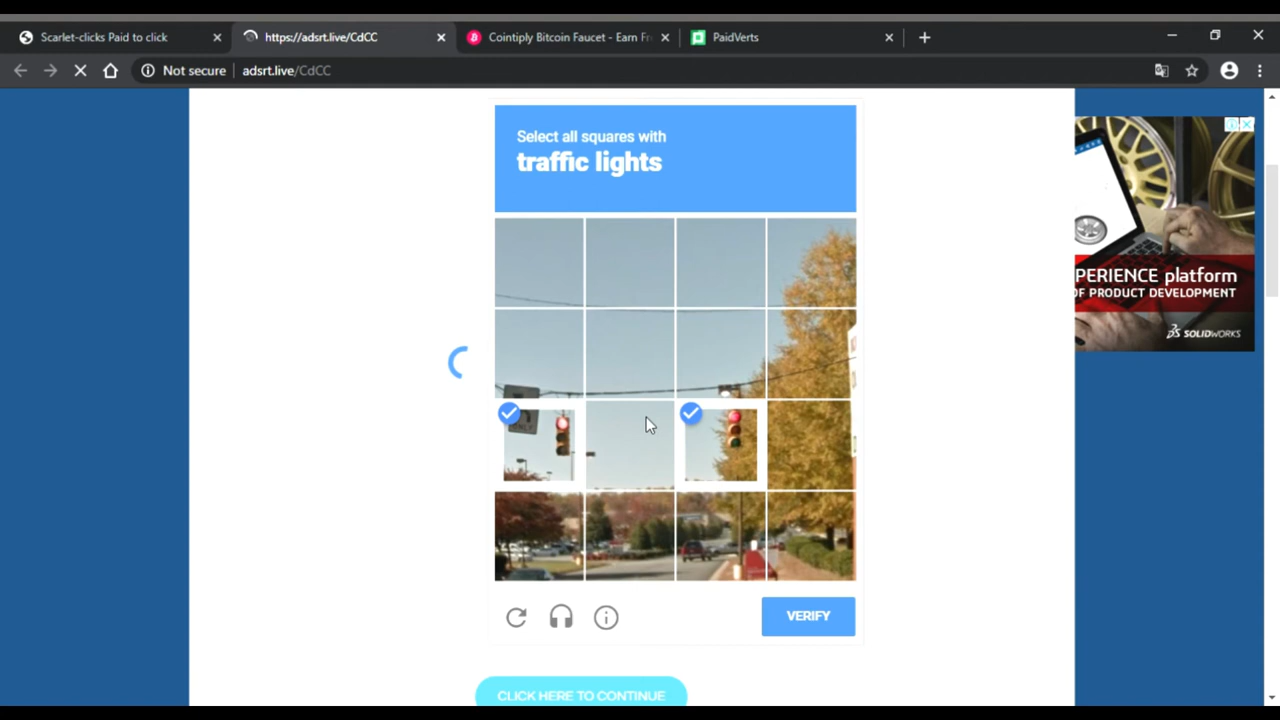 Scarlet-clicks Paid to click
https://adsrt.live/CdCC
Cointiply Bitcoin Faucet - Earn Fr
PaidVerts
Not secure
adsrt.live/CdCC
Select all squares with
traffic lights
PERIENCE platform
OF PRODUCT DEVELOPMENT
SOLIDWORKS
VERIFY
CLICK HERE TO CONTINUE